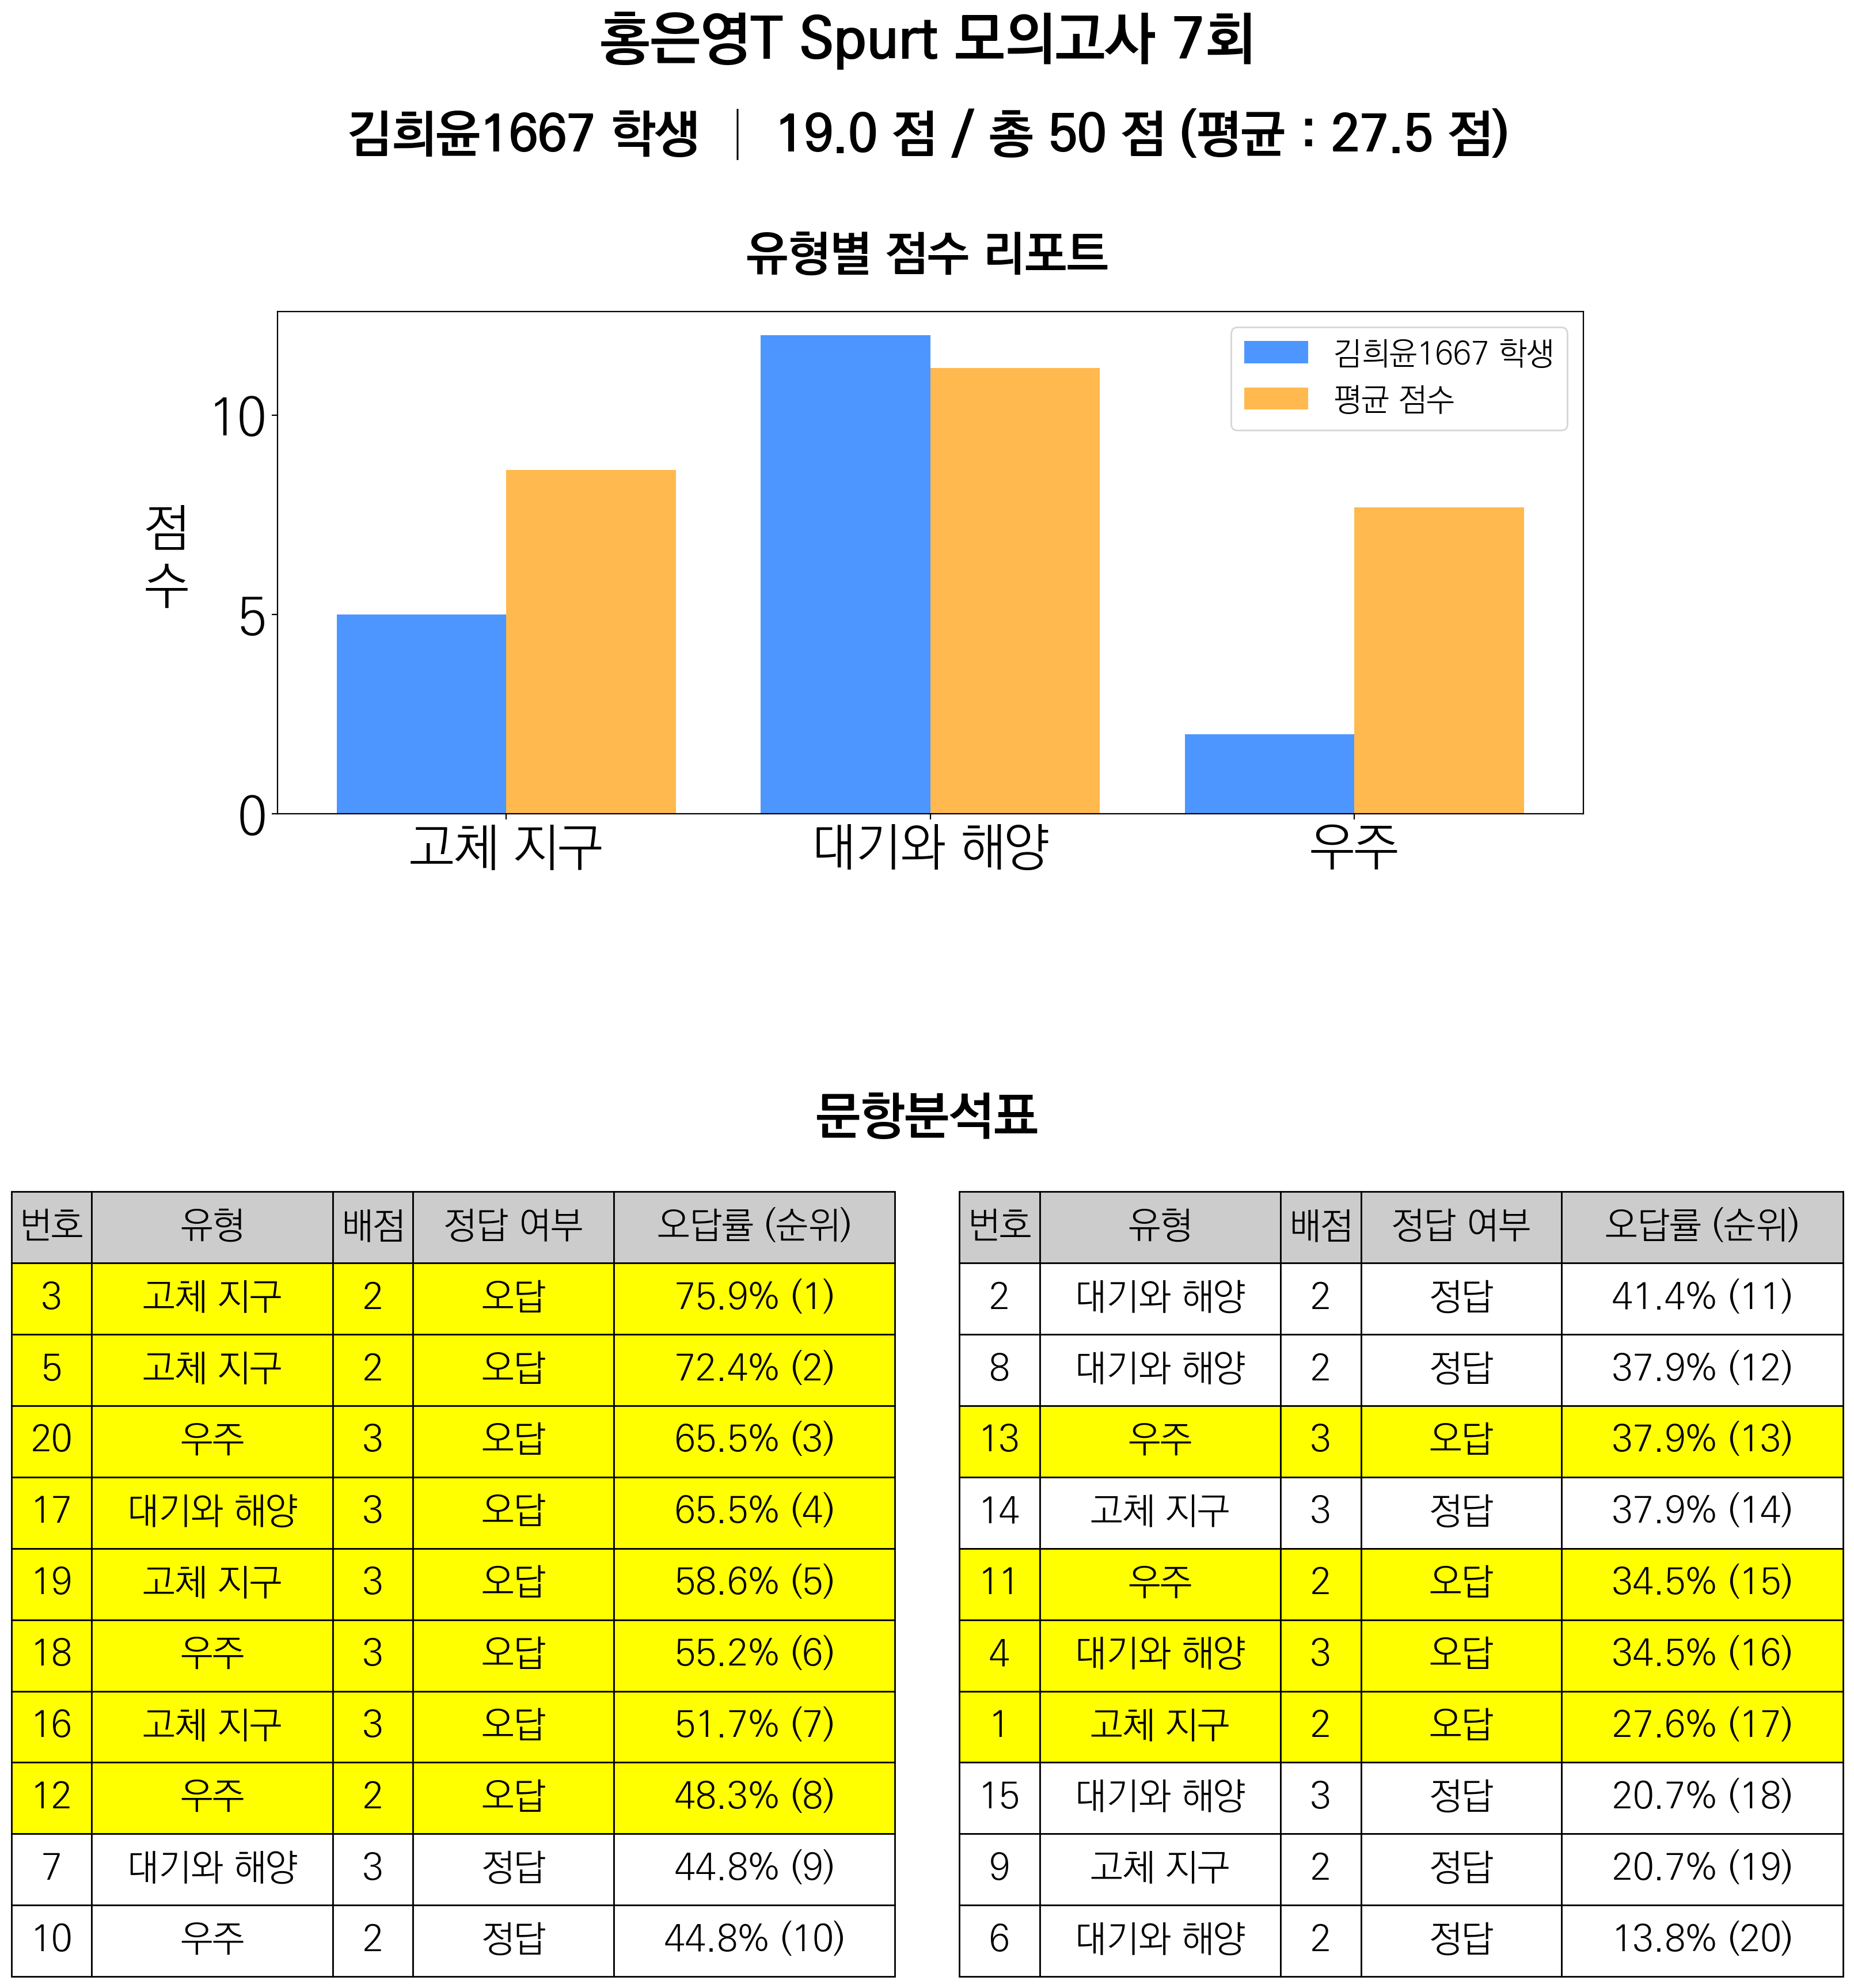 홍은영T Spurt 모의고사 7회
김희윤1667 학생 | 19.0 점 / 총 50 점 (평균 : 27.5 점)
유형별 점수 리포트
김희윤1667 학생
평균 점수
점
수
10
5
0
고체 지구 대기와 해양 우주
문항분석표
번호 유형 배점 정답 여부 오답률 (순위)
3 고체 지구 2 오답 75.9% (1)
5 고체 지구 2 오답 72.4% (2)
20 우주 3 오답 65.5% (3)
17 대기와 해양 3 오답 65.5% (4)
19 고체 지구 3 오답 58.6% (5)
18 우주 3 오답 55.2% (6)
16 고체 지구 3 오답 51.7% (7)
12 우주 2 오답 48.3% (8)
7 대기와 해양 3 정답 44.8% (9)
10 우주 2 정답 44.8% (10)
번호 유형 배점 정답 여부 오답률 (순위)
2 대기와 해양 2 정답 41.4% (11)
8 대기와 해양 2 정답 37.9% (12)
13 우주 3 오답 37.9% (13)
14 고체 지구 3 정답 37.9% (14)
11 우주 2 오답 34.5% (15)
4 대기와 해양 3 오답 34.5% (16)
1 고체 지구 2 오답 27.6% (17)
15 대기와 해양 3 정답 20.7% (18)
9 고체 지구 2 정답 20.7% (19)
6 대기와 해양 2 정답 13.8% (20)